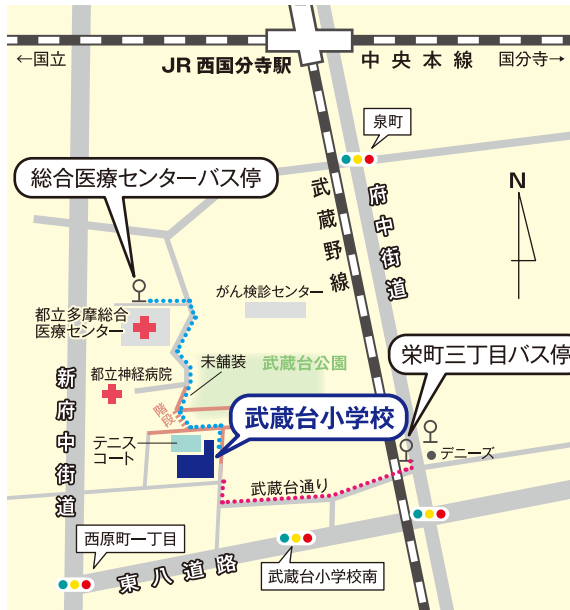 ←国立
JR 西国分寺駅
中央本線
国分寺→
泉町
総合医療センターバス停
武蔵野線
府中街道
N
がん検診センター
都立多摩総合
医療センター
未舗装
武蔵台公園
栄町三丁目バス停
都立神経病院
新府中街道
階段
武蔵台小学校
テニス
コート
デニーズ
武蔵台通り
西原町一丁目
東八道路
武蔵台小学校南